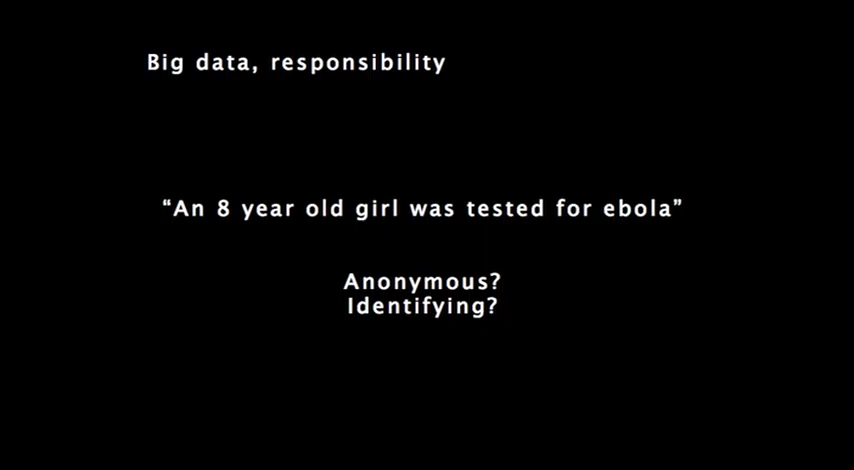 Big data, responsibility
“An 8 year old girl was tested for ebola”
Anonymous?
Identifying?